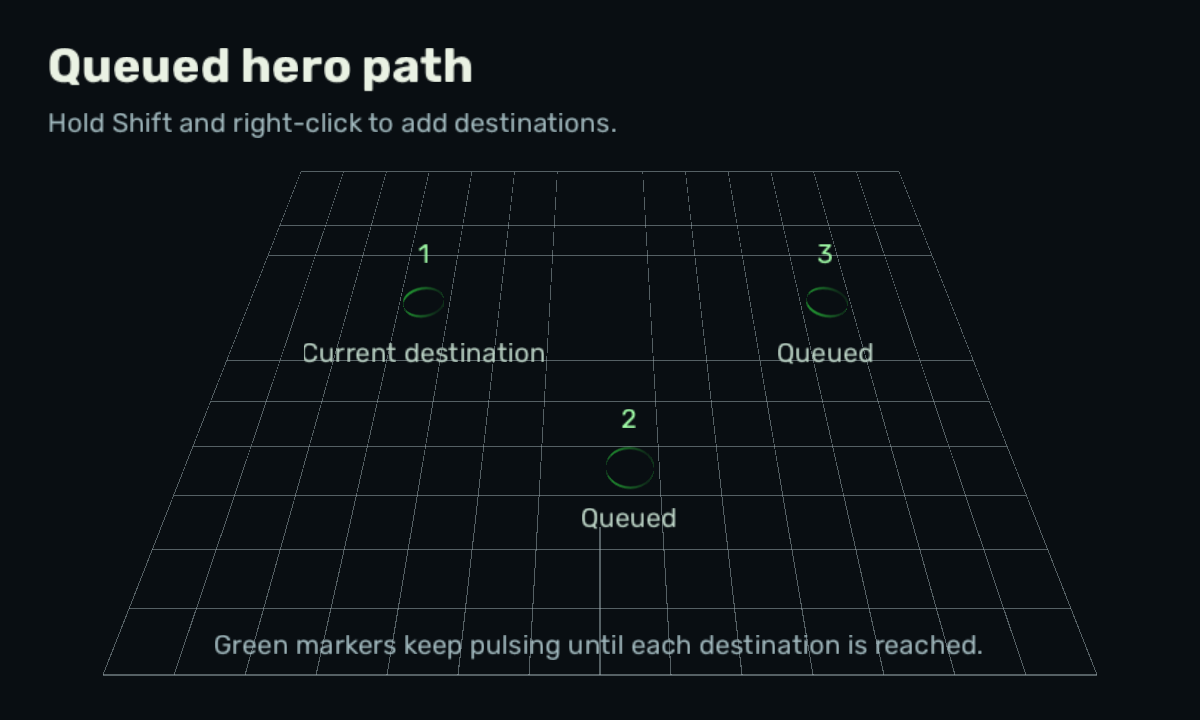 Queued hero path
Hold Shift and right-click to add destinations.
1
3
Current destination
Queued
2
Queued
Green markers keep pulsing until each destination is reached.